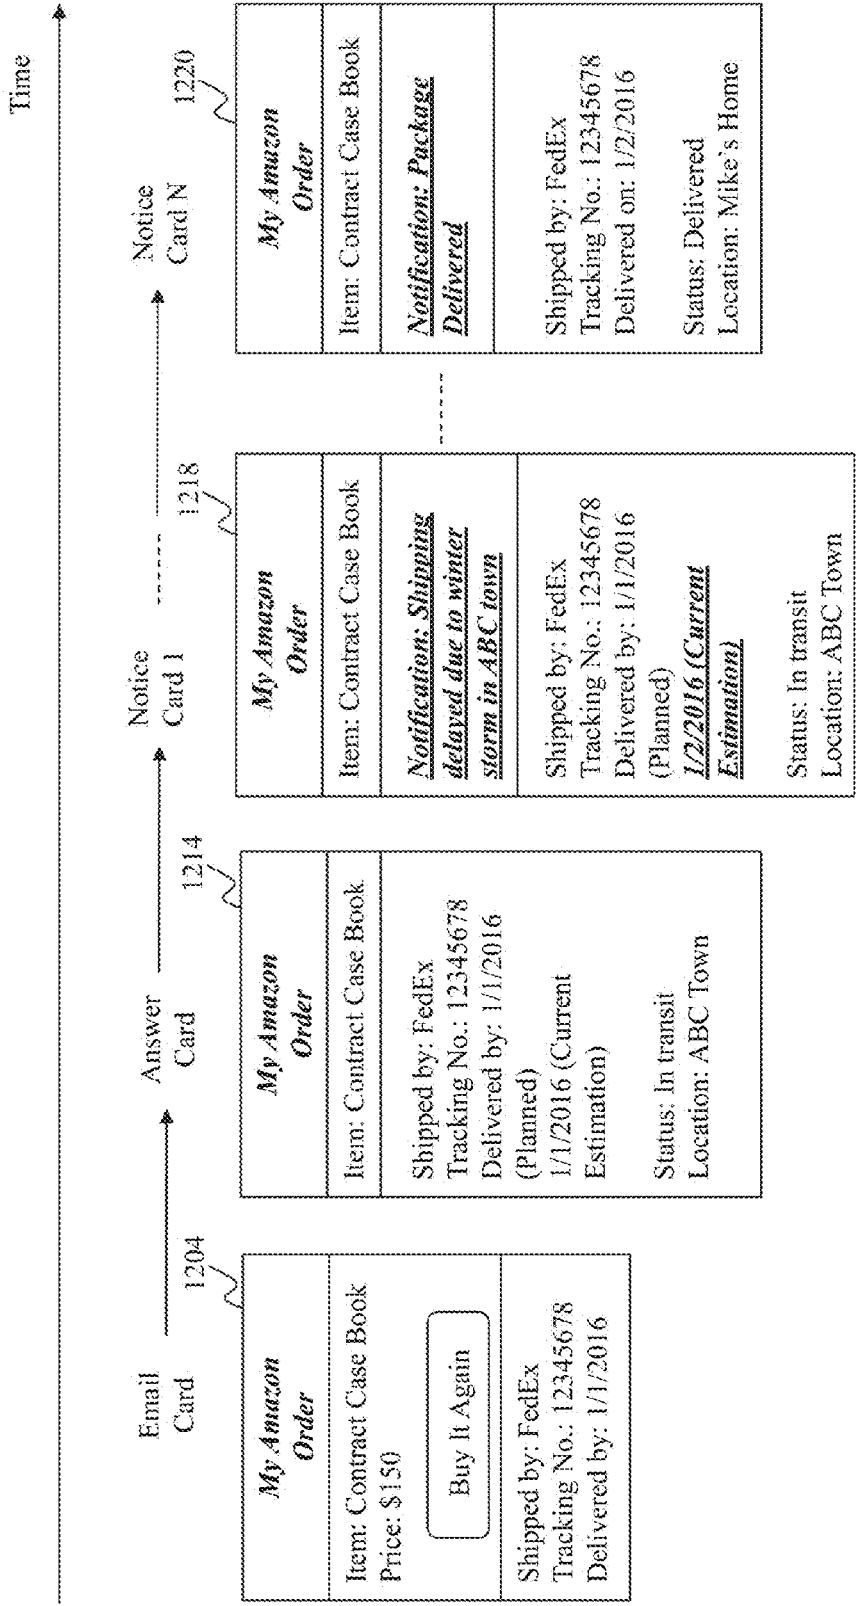 Time
Email
Card
Answer
Card
Notice
Card 1
Notice
Card N
1204
My Amazon
Order
Item: Contract Case Book
Price: $150
Buy It Again
Shipped by: FedEx
Tracking No.: 12345678
Delivered by: 1/1/2016
1214
My Amazon
Order
Item: Contract Case Book
Shipped by: FedEx
Tracking No.: 12345678
Delivered by: 1/1/2016
(Planned)
1/1/2016 (Current
Estimation)
Status: In transit
Location: ABC Town
1218
My Amazon
Order
Item: Contract Case Book
Notification: Shipping
delayed due to winter
storm in ABC town
Shipped by: FedEx
Tracking No.: 12345678
Delivered by: 1/1/2016
(Planned)
1/2/2016 (Current
Estimation)
Status: In transit
Location: ABC Town
1220
My Amazon
Order
Item: Contract Case Book
Notification: Package
Delivered
Shipped by: FedEx
Tracking No.: 12345678
Delivered on: 1/2/2016
Status: Delivered
Location: Mike's Home